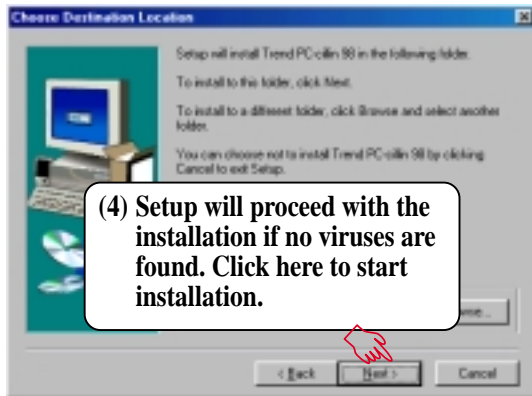 Choose Destination Location
Setup will install Trend PC-cillin 98 in the following folder.
To install to this folder, click Next.
To install to a different folder, click Browse and select another
folder.
You can choose not to install Trend PC-cillin 98 by clicking
Cancel to exit Setup.
(4) Setup will proceed with the
installation if no viruses are
found. Click here to start
installation.
< Back
Next >
Cancel